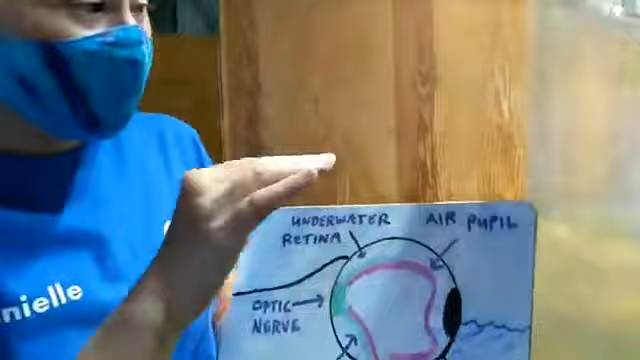 UNDERWATER
RETINA
AIR PUPIL
OPTIC
NERVE
nielle